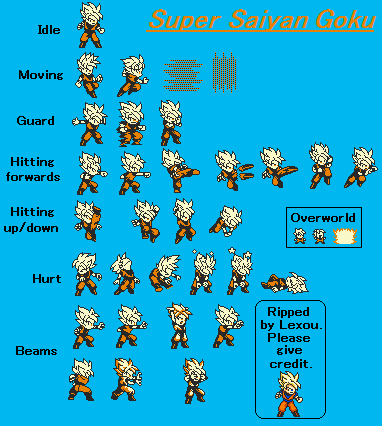 Super Saiyan Goku
Idle
Moving
Guard
Hitting
forwards
Hitting
up/down
Overworld
Hurt
Beams
Ripped
by Lexou.
Please
give
credit.